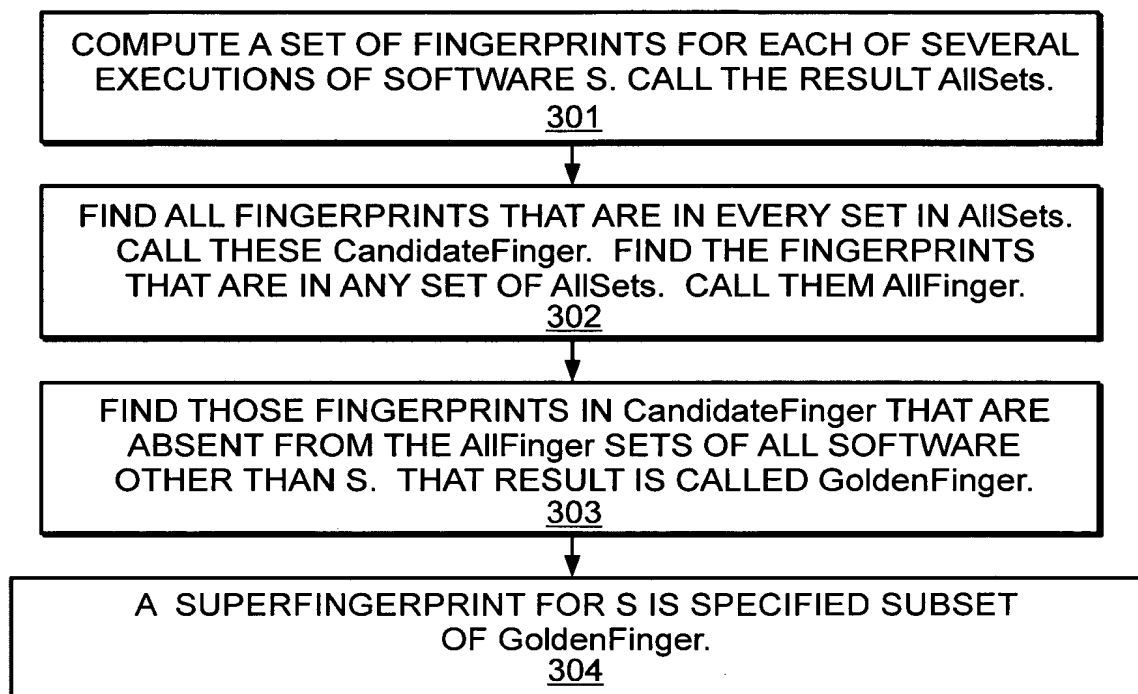 COMPUTE A SET OF FINGERPRINTS FOR EACH OF SEVERAL
EXECUTIONS OF SOFTWARE S. CALL THE RESULT AllSets.
301
FIND ALL FINGERPRINTS THAT ARE IN EVERY SET IN AllSets.
CALL THESE CandidateFinger. FIND THE FINGERPRINTS
THAT ARE IN ANY SET OF AllSets. CALL THEM AllFinger.
302
FIND THOSE FINGERPRINTS IN CandidateFinger THAT ARE
ABSENT FROM THE AllFinger SETS OF ALL SOFTWARE
OTHER THAN S. THAT RESULT IS CALLED GoldenFinger.
303
A SUPERFINGERPRINT FOR S IS SPECIFIED SUBSET
OF GoldenFinger.
304